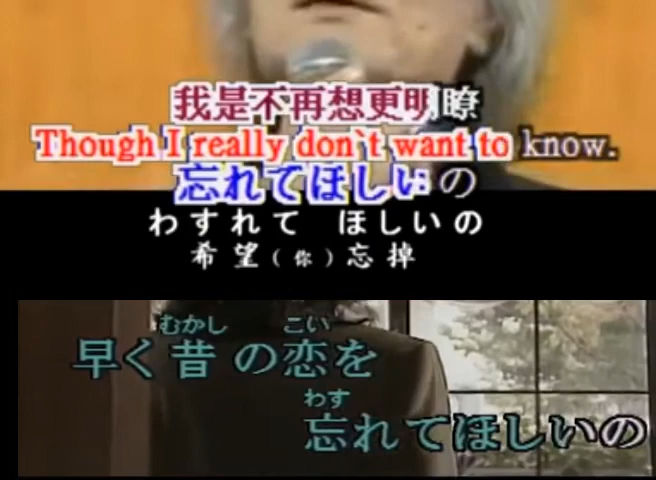 我是不再想更明瞭
Though I really don`t want to know.
忘れてほしいの
わすれて ほしいの
希望(你)忘掉
むかし こい
早く昔の恋を
わす
忘れてほしいの